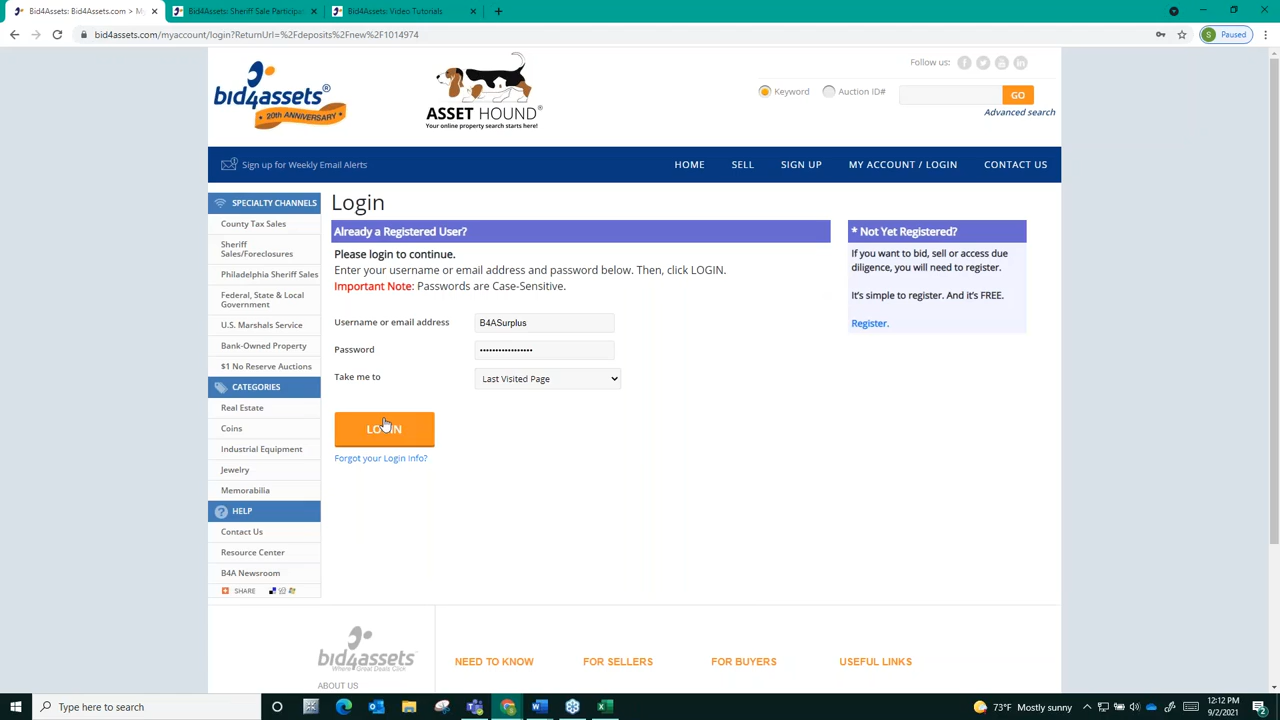 Bid4Assets: Bid4Assets.com > My
Bid4Assets: Sheriff Sale Participa
Bid4Assets: Video Tutorials
bid4assets.com/myaccount/login?ReturnUrl=%2Fdeposits%2Fnew%2F1014974
S Paused
bid4assets®
20th ANNIVERSARY
ASSET HOUND®
Your online property search starts here!
Follow us:
Keyword Auction ID# GO
Advanced search
Sign up for Weekly Email Alerts
HOME SELL SIGN UP MY ACCOUNT / LOGIN CONTACT US
SPECIALTY CHANNELS
County Tax Sales
Sheriff
Sales/Foreclosures
Philadelphia Sheriff Sales
Federal, State & Local
Government
U.S. Marshals Service
Bank-Owned Property
$1 No Reserve Auctions
CATEGORIES
Real Estate
Coins
Industrial Equipment
Jewelry
Memorabilia
HELP
Contact Us
Resource Center
B4A Newsroom
SHARE
Login
Already a Registered User?
Please login to continue.
Enter your username or email address and password below. Then, click LOGIN.
Important Note: Passwords are Case-Sensitive.
Username or email address B4ASurplus
Password ••••••••••••••••
Take me to Last Visited Page
LOGIN
Forgot your Login Info?
* Not Yet Registered?
If you want to bid, sell or access due
diligence, you will need to register.
It's simple to register. And it's FREE.
Register.
bid4assets®
Where Great Deals Click
ABOUT US
NEED TO KNOW FOR SELLERS FOR BUYERS USEFUL LINKS
Type here to search
73°F Mostly sunny
12:12 PM
9/2/2021
2